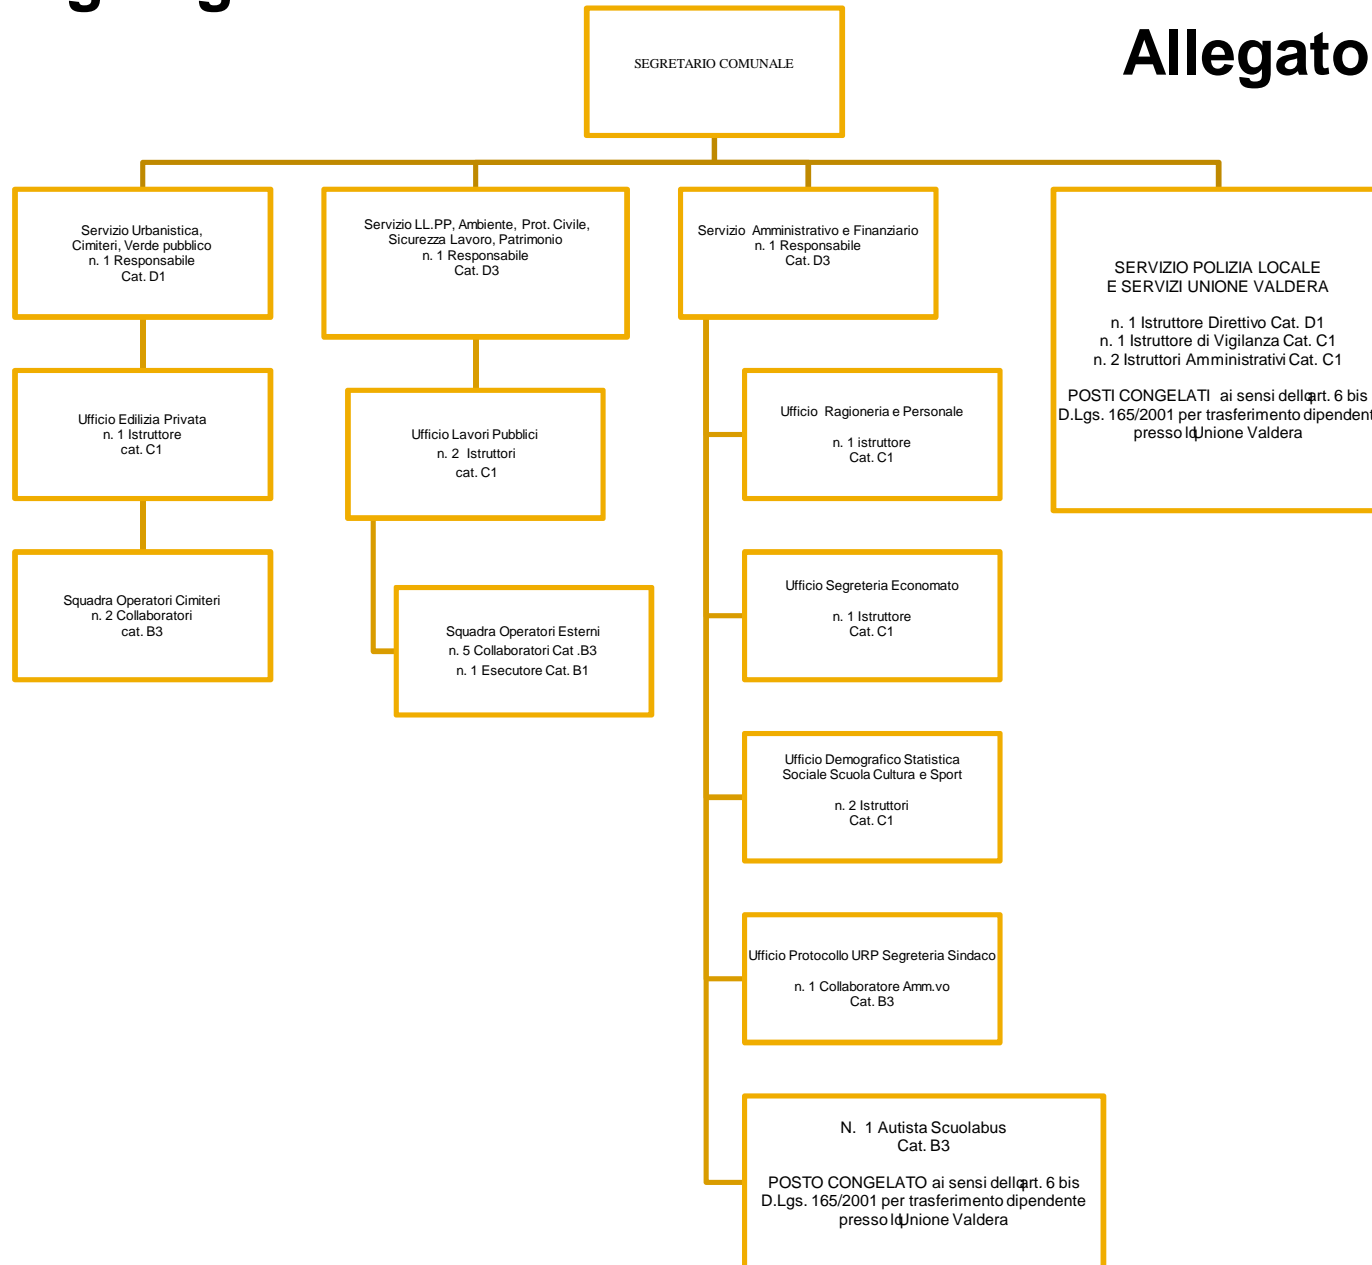 Allegato
SEGRETARIO COMUNALE
Servizio Urbanistica,
Cimiteri, Verde pubblico
n. 1 Responsabile
Cat. D1
Ufficio Edilizia Privata
n. 1 Istruttore
cat. C1
Squadra Operatori Cimiteri
n. 2 Collaboratori
cat. B3
Servizio LL.PP, Ambiente, Prot. Civile,
Sicurezza Lavoro, Patrimonio
n. 1 Responsabile
Cat. D3
Ufficio Lavori Pubblici
n. 2 Istruttori
cat. C1
Squadra Operatori Esterni
n. 5 Collaboratori Cat .B3
n. 1 Esecutore Cat. B1
Servizio Amministrativo e Finanziario
n. 1 Responsabile
Cat. D3
Ufficio Ragioneria e Personale
n. 1 istruttore
Cat. C1
Ufficio Segreteria Economato
n. 1 Istruttore
Cat. C1
Ufficio Demografico Statistica
Sociale Scuola Cultura e Sport
n. 2 Istruttori
Cat. C1
Ufficio Protocollo URP Segreteria Sindaco
n. 1 Collaboratore Amm.vo
Cat. B3
N. 1 Autista Scuolabus
Cat. B3
POSTO CONGELATO ai sensi dellqart. 6 bis
D.Lgs. 165/2001 per trasferimento dipendente
presso lqUnione Valdera
SERVIZIO POLIZIA LOCALE
E SERVIZI UNIONE VALDERA
n. 1 Istruttore Direttivo Cat. D1
n. 1 Istruttore di Vigilanza Cat. C1
n. 2 Istruttori Amministrativi Cat. C1
POSTI CONGELATI ai sensi dellqart. 6 bis
D.Lgs. 165/2001 per trasferimento dipendent
presso lqUnione Valdera